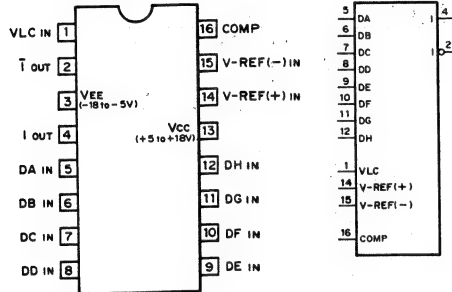 VLC IN 1
Ī OUT 2
3 VEE
(-18 to -5V)
I OUT 4
DA IN 5
DB IN 6
DC IN 7
DD IN 8
16 COMP
15 V-REF(-) IN
14 V-REF(+) IN
VCC 13
(+5 to +18V)
12 DH IN
11 DG IN
10 DF IN
9 DE IN
5 DA I 4
6 DB
7 DC I 2
8 DD
9 DE
10 DF
11 DG
12 DH
1 VLC
14 V-REF(+)
15 V-REF(-)
16 COMP